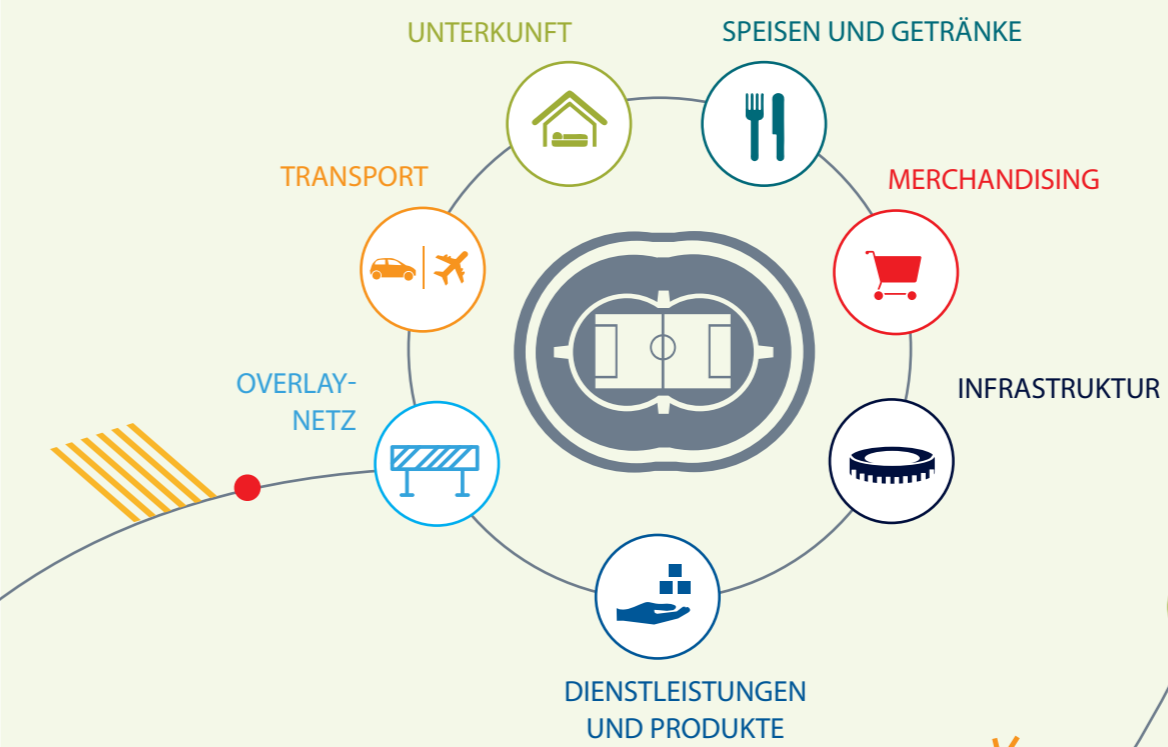 UNTERKUNFT
SPEISEN UND GETRÄNKE
TRANSPORT
MERCHANDISING
OVERLAY-
NETZ
INFRASTRUKTUR
DIENSTLEISTUNGEN
UND PRODUKTE